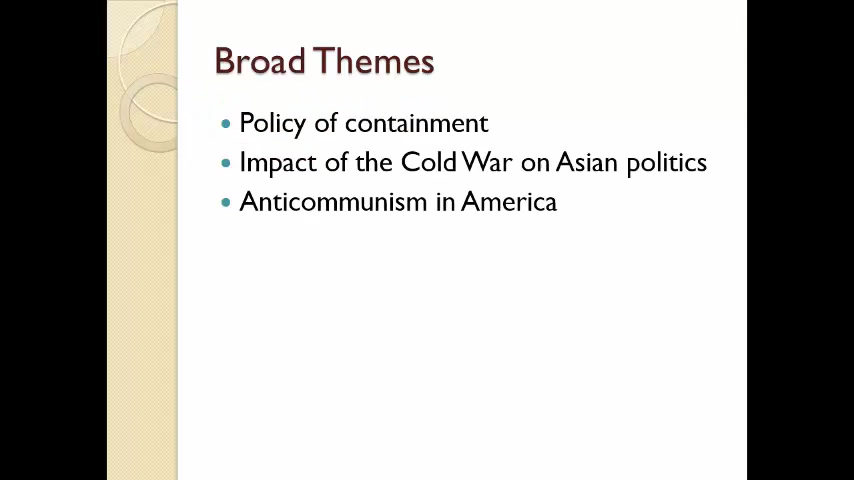 Broad Themes
Policy of containment
Impact of the Cold War on Asian politics
Anticommunism in America